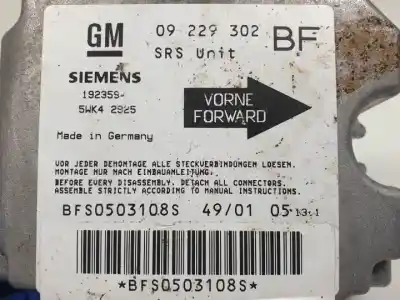 GM 09 229 302 BF
SRS Unit
SIEMENS
192355-
5WK4 2925
VORNE
FORWARD
Made in Germany
VOR JEDER DEMONTAGE ALLE STECKVERBINDUNGEN LOESEN.
MONTAGE NUR NACH EINBAUANLEITUNG.
BEFORE EVERY DISASSEMBLY. DETACH ALL CONNECTORS.
ASSEMBLE STRICTLY ACCORDING TO MANUAL INSTRUCTIONS.
BFS0503108S 49/01 05
*BFS0503108S*